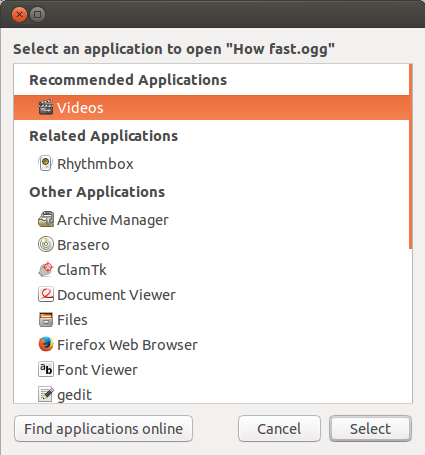 Select an application to open "How fast.ogg"
Recommended Applications
Videos
Related Applications
Rhythmbox
Other Applications
Archive Manager
Brasero
ClamTk
Document Viewer
Files
Firefox Web Browser
ab Font Viewer
gedit
Find applications online Cancel Select